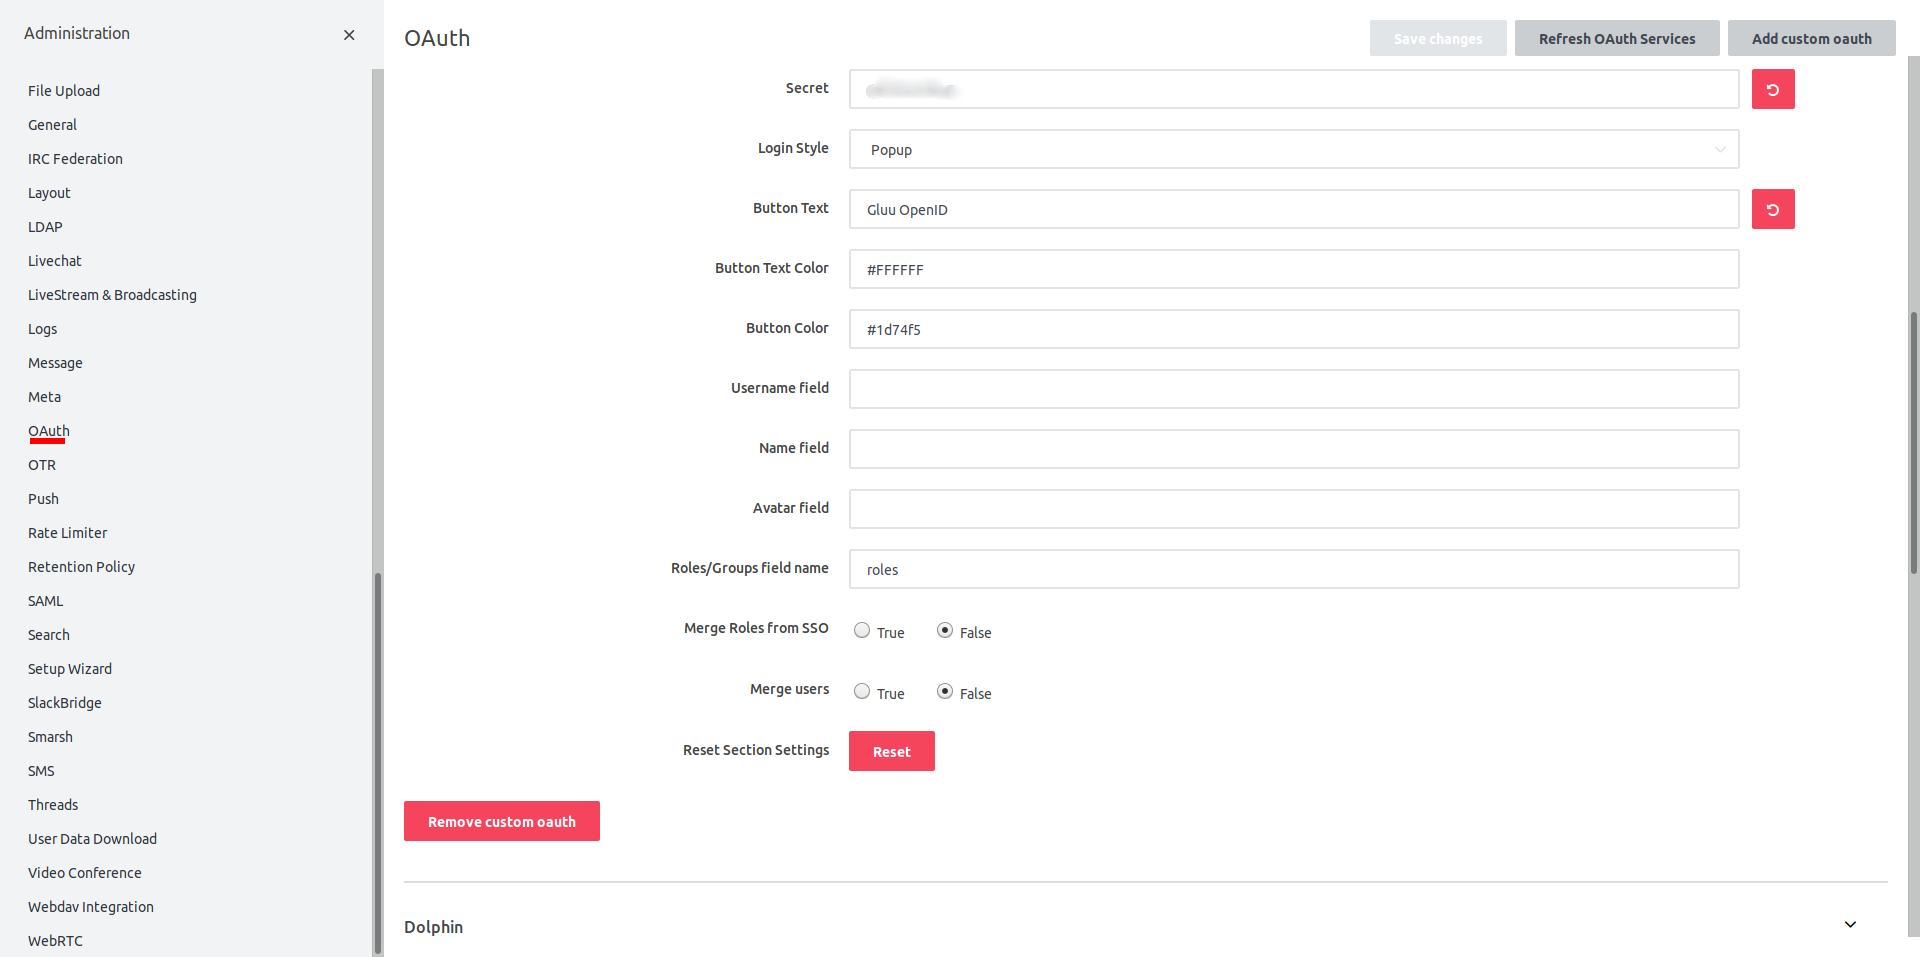 Administration
File Upload
General
IRC Federation
Layout
LDAP
Livechat
LiveStream & Broadcasting
Logs
Message
Meta
OAuth
OTR
Push
Rate Limiter
Retention Policy
SAML
Search
Setup Wizard
SlackBridge
Smarsh
SMS
Threads
User Data Download
Video Conference
Webdav Integration
WebRTC
OAuth
Save changes Refresh OAuth Services Add custom oauth
Secret
Login Style Popup
Button Text Gluu OpenID
Button Text Color #FFFFFF
Button Color #1d74f5
Username field
Name field
Avatar field
Roles/Groups field name roles
Merge Roles from SSO True False
Merge users True False
Reset Section Settings Reset
Remove custom oauth
Dolphin